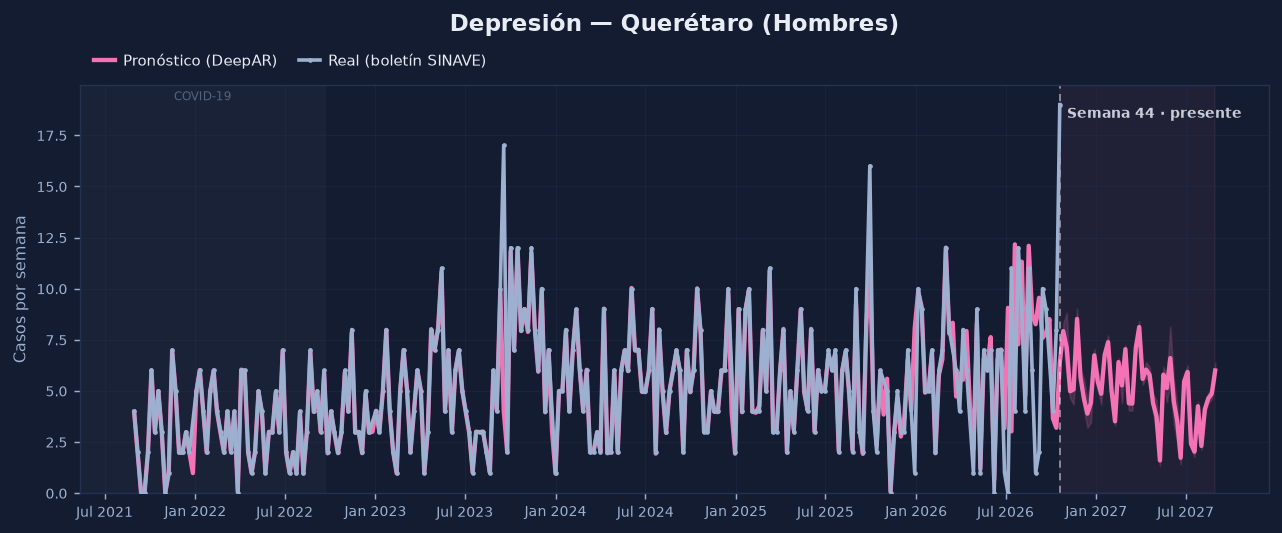 Depresión — Querétaro (Hombres)
Pronóstico (DeepAR)
Real (boletín SINAVE)
COVID-19
Semana 44 · presente
Casos por semana
17.5
15.0
12.5
10.0
7.5
5.0
2.5
0.0
Jul 2021
Jan 2022
Jul 2022
Jan 2023
Jul 2023
Jan 2024
Jul 2024
Jan 2025
Jul 2025
Jan 2026
Jul 2026
Jan 2027
Jul 2027